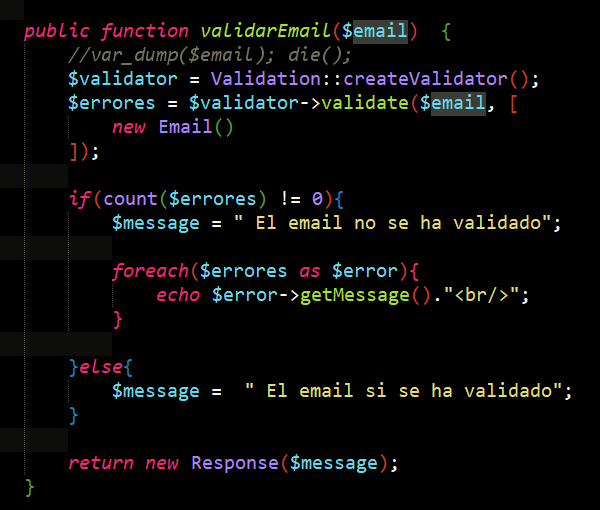 public function validarEmail($email)  {
    //var_dump($email); die();
    $validator = Validation::createValidator();
    $errores = $validator->validate($email, [
        new Email()
    ]);

    if(count($errores) != 0){
        $message = " El email no se ha validado";

        foreach($errores as $error){
            echo $error->getMessage()."<br/>";
        }

    }else{
        $message =  " El email si se ha validado";
    }

    return new Response($message);
}